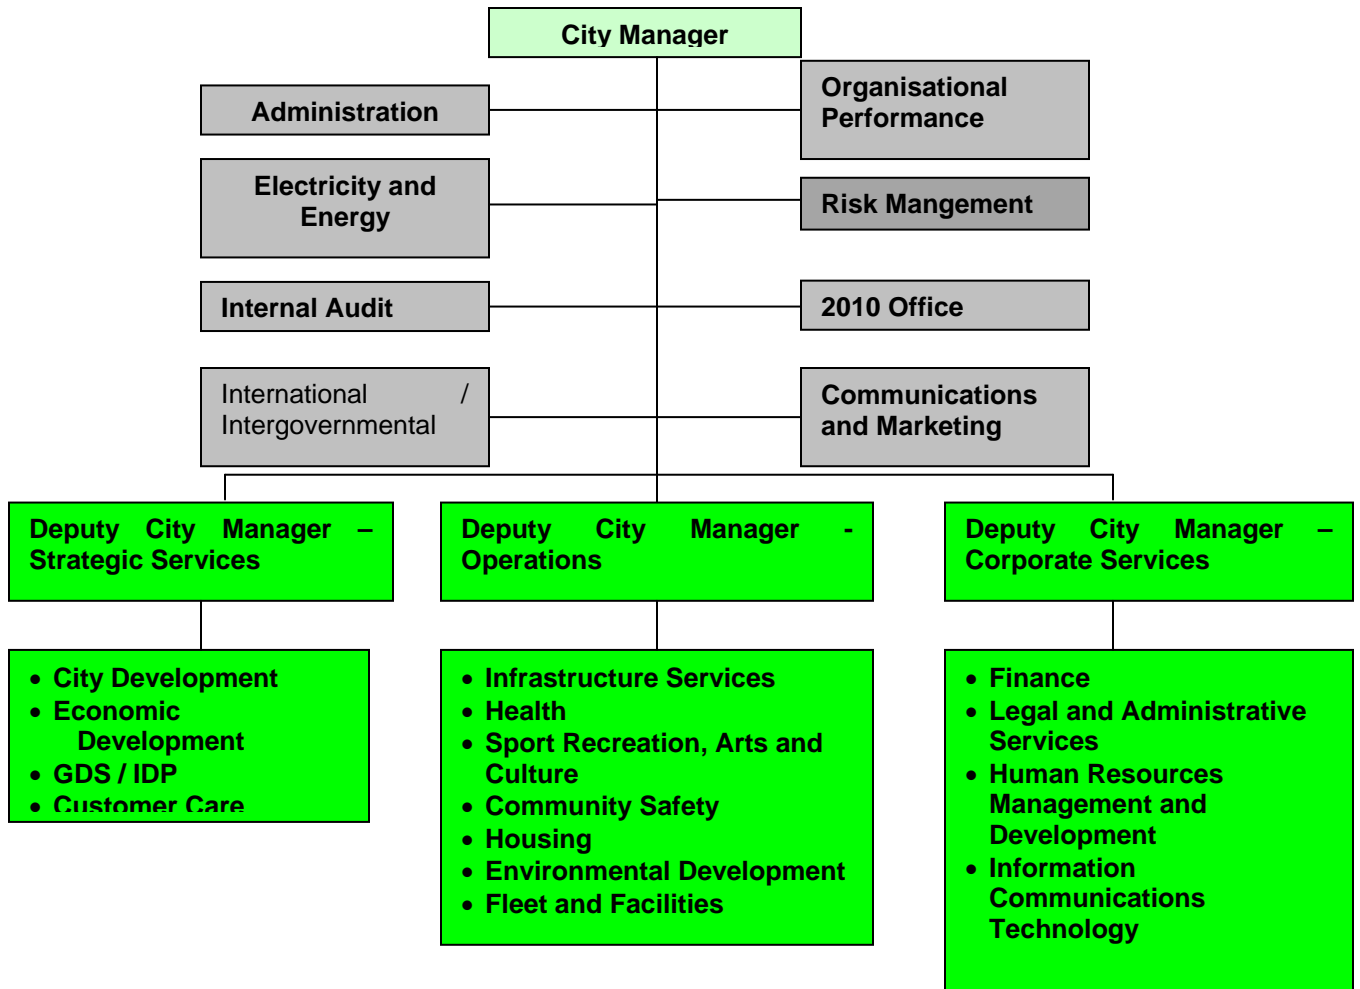 City Manager
Administration
Organisational
Performance
Electricity and
Energy
Risk Mangement
Internal Audit
2010 Office
International /
Intergovernmental
Communications
and Marketing
Deputy City Manager –
Strategic Services
Deputy City Manager -
Operations
Deputy City Manager –
Corporate Services
• City Development
• Economic
Development
• GDS / IDP
• Customer Care
• Infrastructure Services
• Health
• Sport Recreation, Arts and
Culture
• Community Safety
• Housing
• Environmental Development
• Fleet and Facilities
• Finance
• Legal and Administrative
Services
• Human Resources
Management and
Development
• Information
Communications
Technology